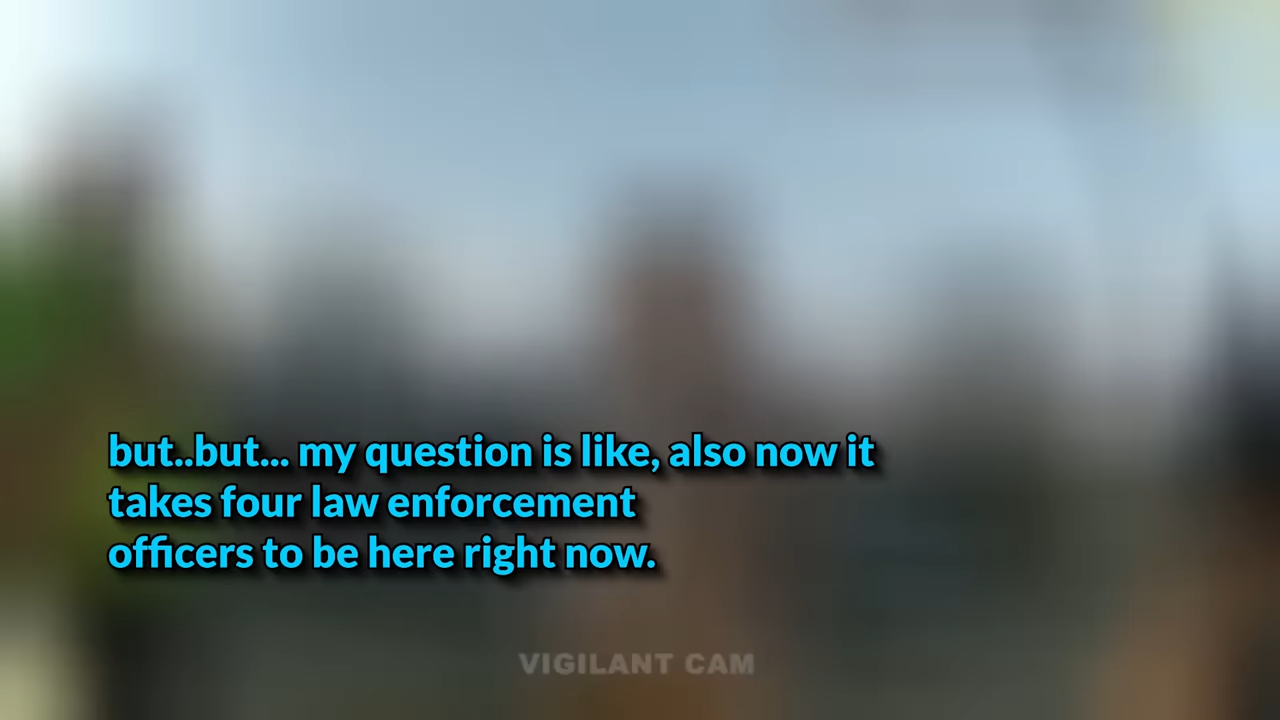 but..but... my question is like, also now it
takes four law enforcement
officers to be here right now.
VIGILANT CAM